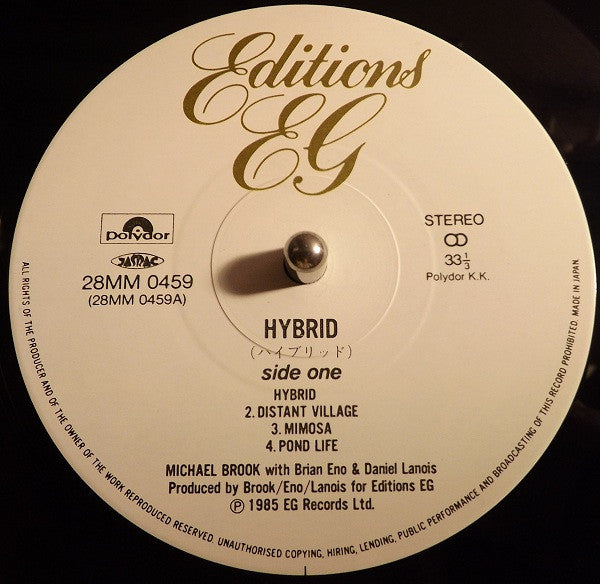 Editions
EG
polydor
JASRAC
28MM 0459
(28MM 0459A)
STEREO
33⅓
Polydor K.K.
HYBRID
(ハイブリッド)
side one
HYBRID
2. DISTANT VILLAGE
3. MIMOSA
4. POND LIFE
MICHAEL BROOK with Brian Eno & Daniel Lanois
Produced by Brook/Eno/Lanois for Editions EG
Ⓟ 1985 EG Records Ltd.
ALL RIGHTS OF THE PRODUCER AND OF THE OWNER OF THE WORK REPRODUCED RESERVED. UNAUTHORISED COPYING, HIRING, LENDING, PUBLIC PERFORMANCE AND BROADCASTING OF THIS RECORD PROHIBITED. MADE IN JAPAN.